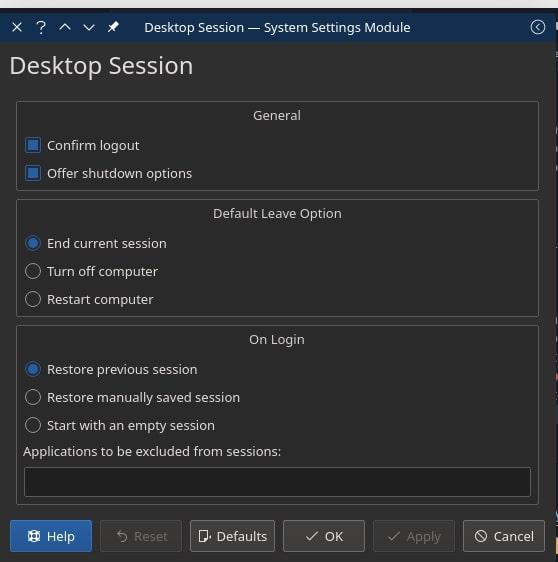 Desktop Session — System Settings Module
Desktop Session
General
Confirm logout
Offer shutdown options
Default Leave Option
End current session
Turn off computer
Restart computer
On Login
Restore previous session
Restore manually saved session
Start with an empty session
Applications to be excluded from sessions:
Help Reset Defaults OK Apply Cancel